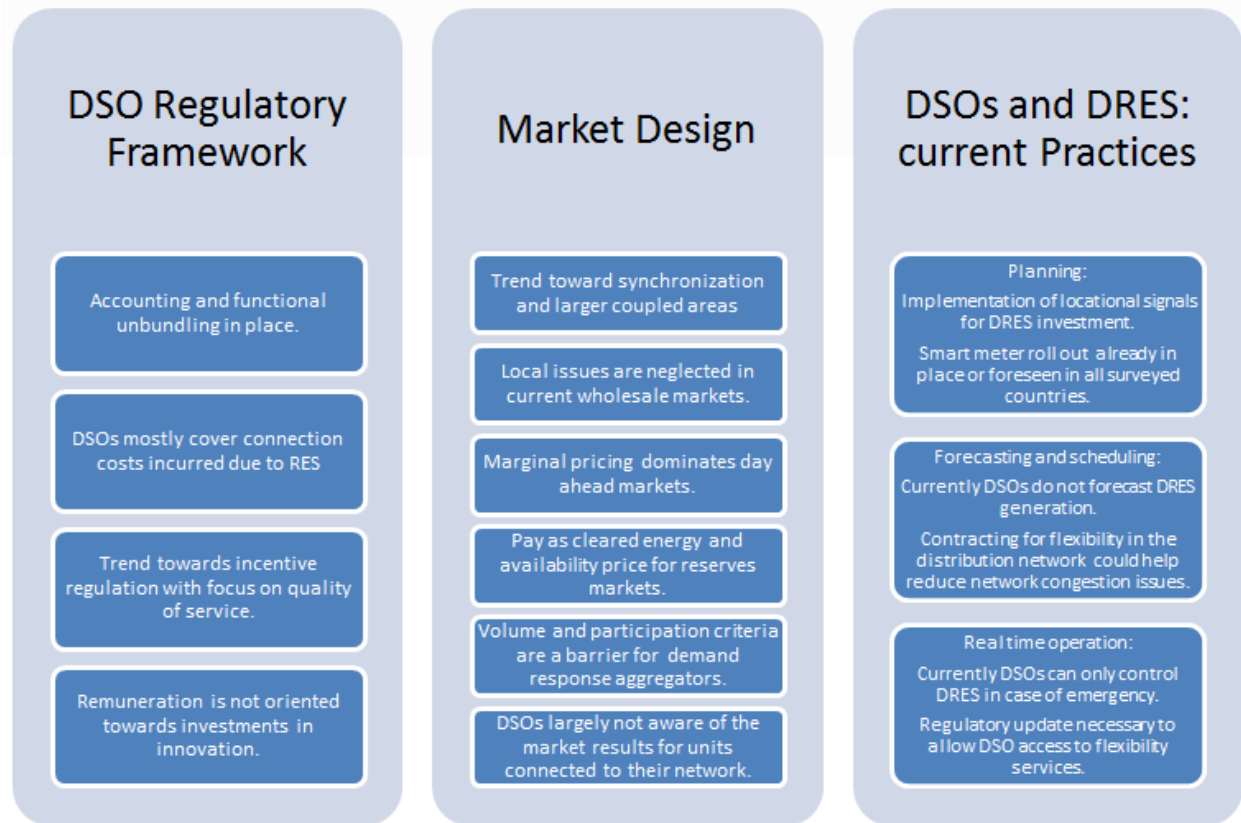 DSO Regulatory
Framework
Accounting and functional
unbundling in place.
DSOs mostly cover connection
costs incurred due to RES
Trend towards incentive
regulation with focus on quality
of service.
Remuneration is not oriented
towards investments in
innovation.
Market Design
Trend toward synchronization
and larger coupled areas
Local issues are neglected in
current wholesale markets.
Marginal pricing dominates day
ahead markets.
Pay as cleared energy and
availability price for reserves
markets.
Volume and participation criteria
are a barrier for demand
response aggregators.
DSOs largely not aware of the
market results for units
connected to their network.
DSOs and DRES:
current Practices
Planning:
Implementation of locational signals
for DRES investment.
Smart meter roll out already in
place or foreseen in all surveyed
countries.
Forecasting and scheduling:
Currently DSOs do not forecast DRES
generation.
Contracting for flexibility in the
distribution network could help
reduce network congestion issues.
Real time operation:
Currently DSOs can only control
DRES in case of emergency.
Regulatory update necessary to
allow DSO access to flexibility
services.